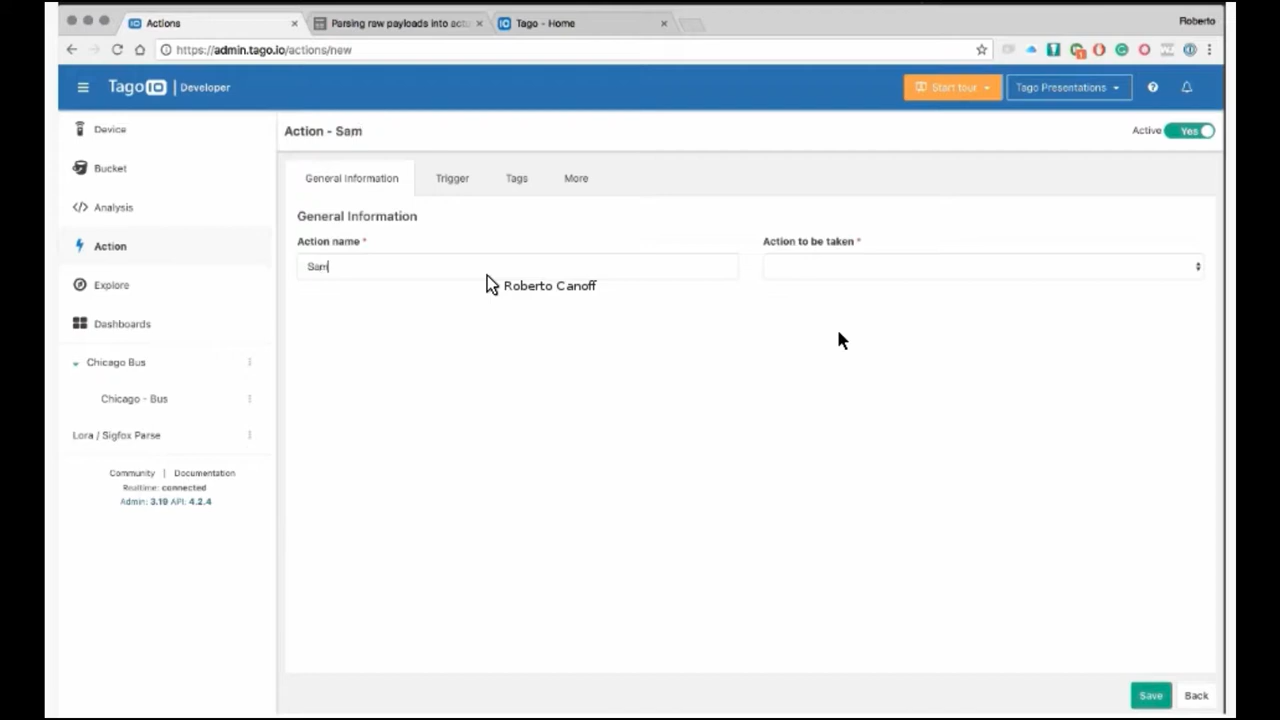 Actions
Parsing raw payloads into act
Tago - Home
Roberto
https://admin.tago.io/actions/new
Tago IO | Developer
Start tour
Tago Presentations
Device
Bucket
Analysis
Action
Explore
Dashboards
Chicago Bus
Chicago - Bus
Lora / Sigfox Parse
Community | Documentation
Realtime: connected
Admin: 3.19 API: 4.2.4
Action - Sam
Active Yes
General Information
Trigger
Tags
More
General Information
Action name *
Action to be taken *
Sam
Roberto Canoff
Save
Back